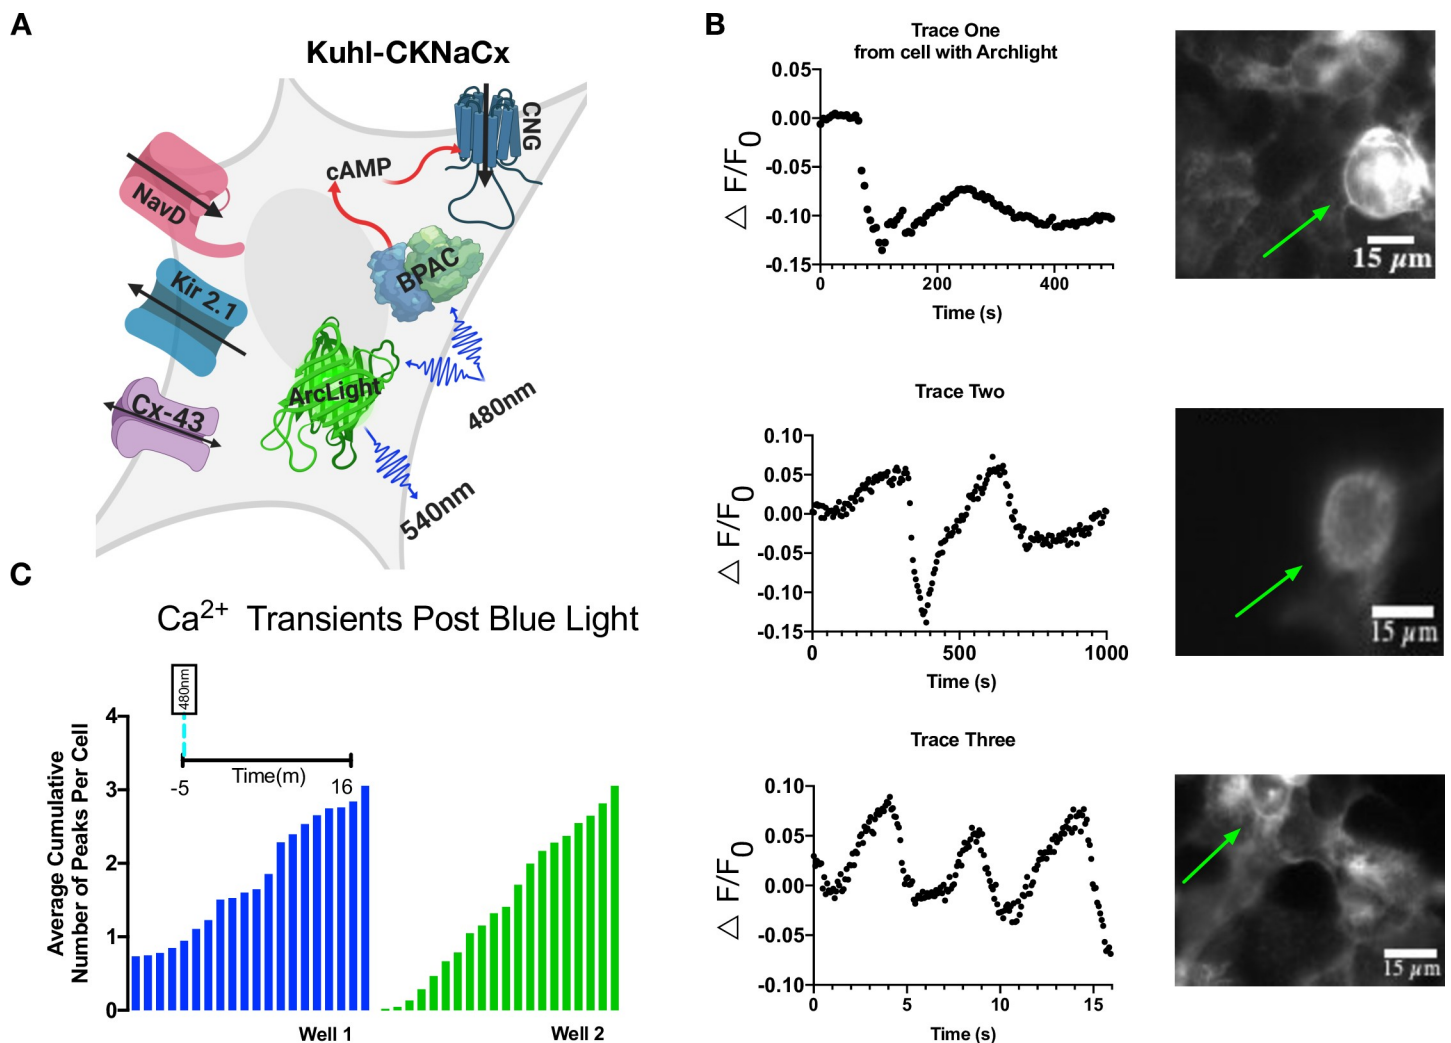 A
Kuhl-CKNaCx
NavD
cAMP
CNG
Kir 2.1
BPAC
Cx-43
ArcLight
480nm
540nm
B
Trace One
from cell with Archlight
△ F/F0
0.05
0.00
-0.05
-0.10
-0.15
0
200
400
Time (s)
15 µm
Trace Two
△ F/F0
0.10
0.05
0.00
-0.05
-0.10
-0.15
0
500
1000
Time (s)
15 µm
Trace Three
△ F/F0
0.10
0.05
0.00
-0.05
-0.10
0
5
10
15
Time (s)
15 µm
C
Ca2+ Transients Post Blue Light
480nm
-5
Time(m)
16
Average Cumulative
Number of Peaks Per Cell
4
3
2
1
0
Well 1
Well 2